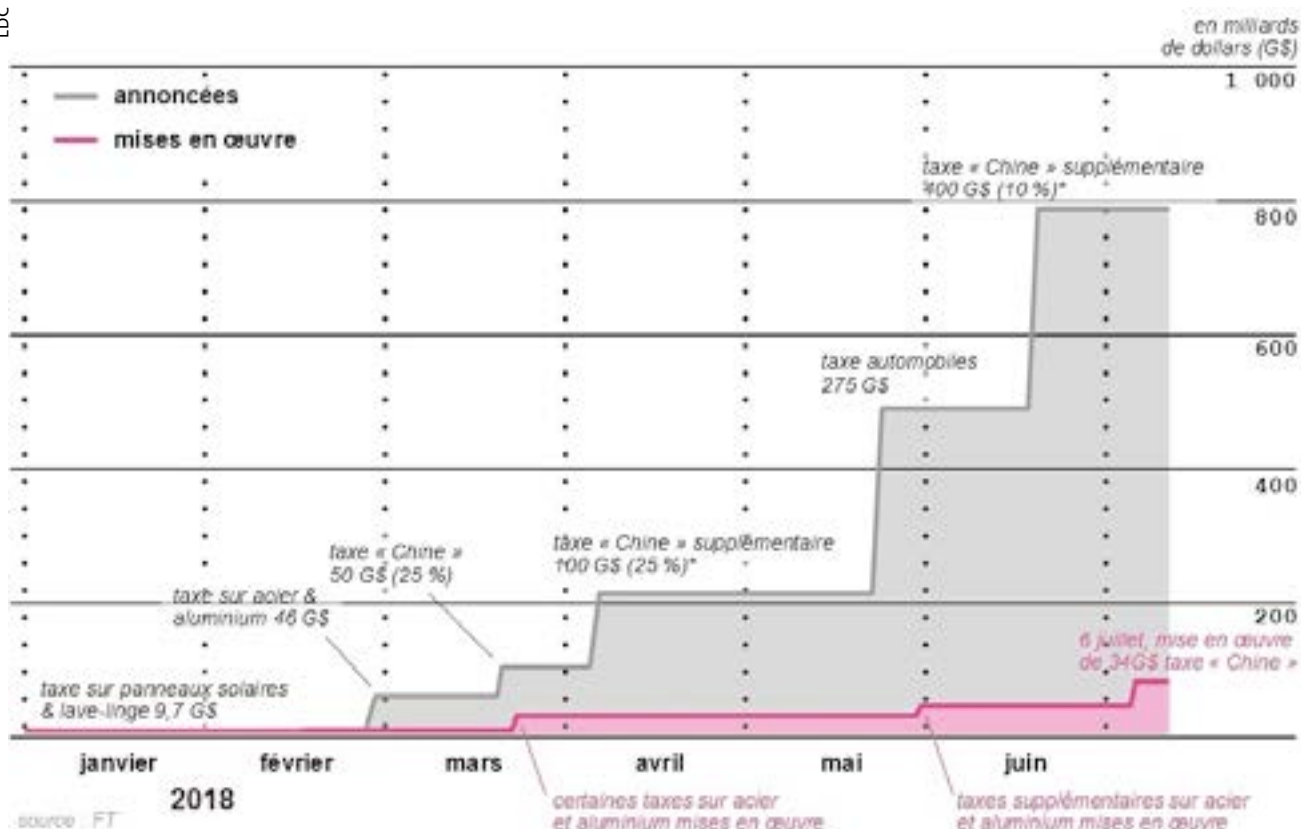 LDC
en milliards
de dollars (G$)
1 000
annoncées
mises en œuvre
taxe « Chine » supplémentaire
400 G$ (10 %)*
800
600
taxe automobiles
275 G$
400
taxe « Chine » supplémentaire
100 G$ (25 %)*
taxe « Chine »
50 G$ (25 %)
taxe sur acier &
aluminium 46 G$
200
6 juillet, mise en œuvre
de 34G$ taxe « Chine »
taxe sur panneaux solaires
& lave-linge 9,7 G$
janvier février mars avril mai juin
2018
certaines taxes sur acier
et aluminium mises en œuvre
taxes supplémentaires sur acier
et aluminium mises en œuvre
source FT